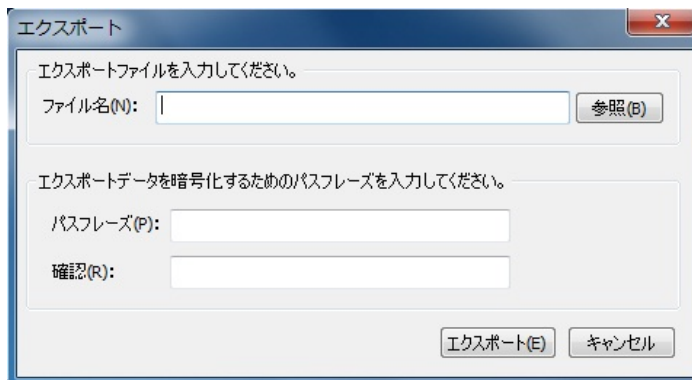 エクスポート
エクスポートファイルを入力してください。
ファイル名(N): 参照(B)
エクスポートデータを暗号化するためのパスフレーズを入力してください。
パスフレーズ(P):
確認(R):
エクスポート(E) キャンセル